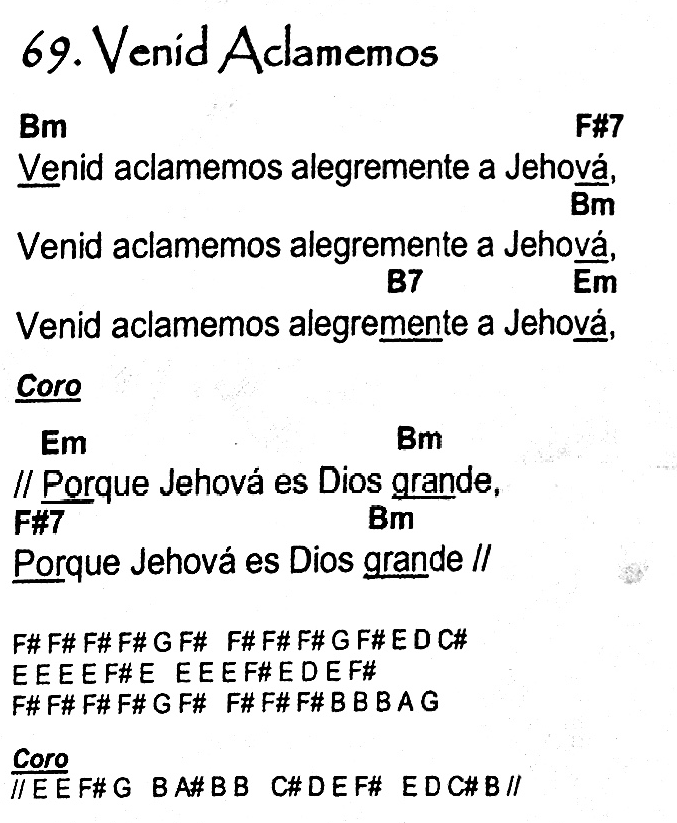 69. Venid Aclamemos
Bm F#7
Venid aclamemos alegremente a Jehová,
Bm
Venid aclamemos alegremente a Jehová,
B7 Em
Venid aclamemos alegremente a Jehová,
Coro
Em Bm
// Porque Jehová es Dios grande,
F#7 Bm
Porque Jehová es Dios grande //
F# F# F# F# G F# F# F# F# G F# E D C#
E E E E F# E E E E F# E D E F#
F# F# F# F# G F# F# F# F# B B B A G
Coro
// E E F# G B A# B B C# D E F# E D C# B //